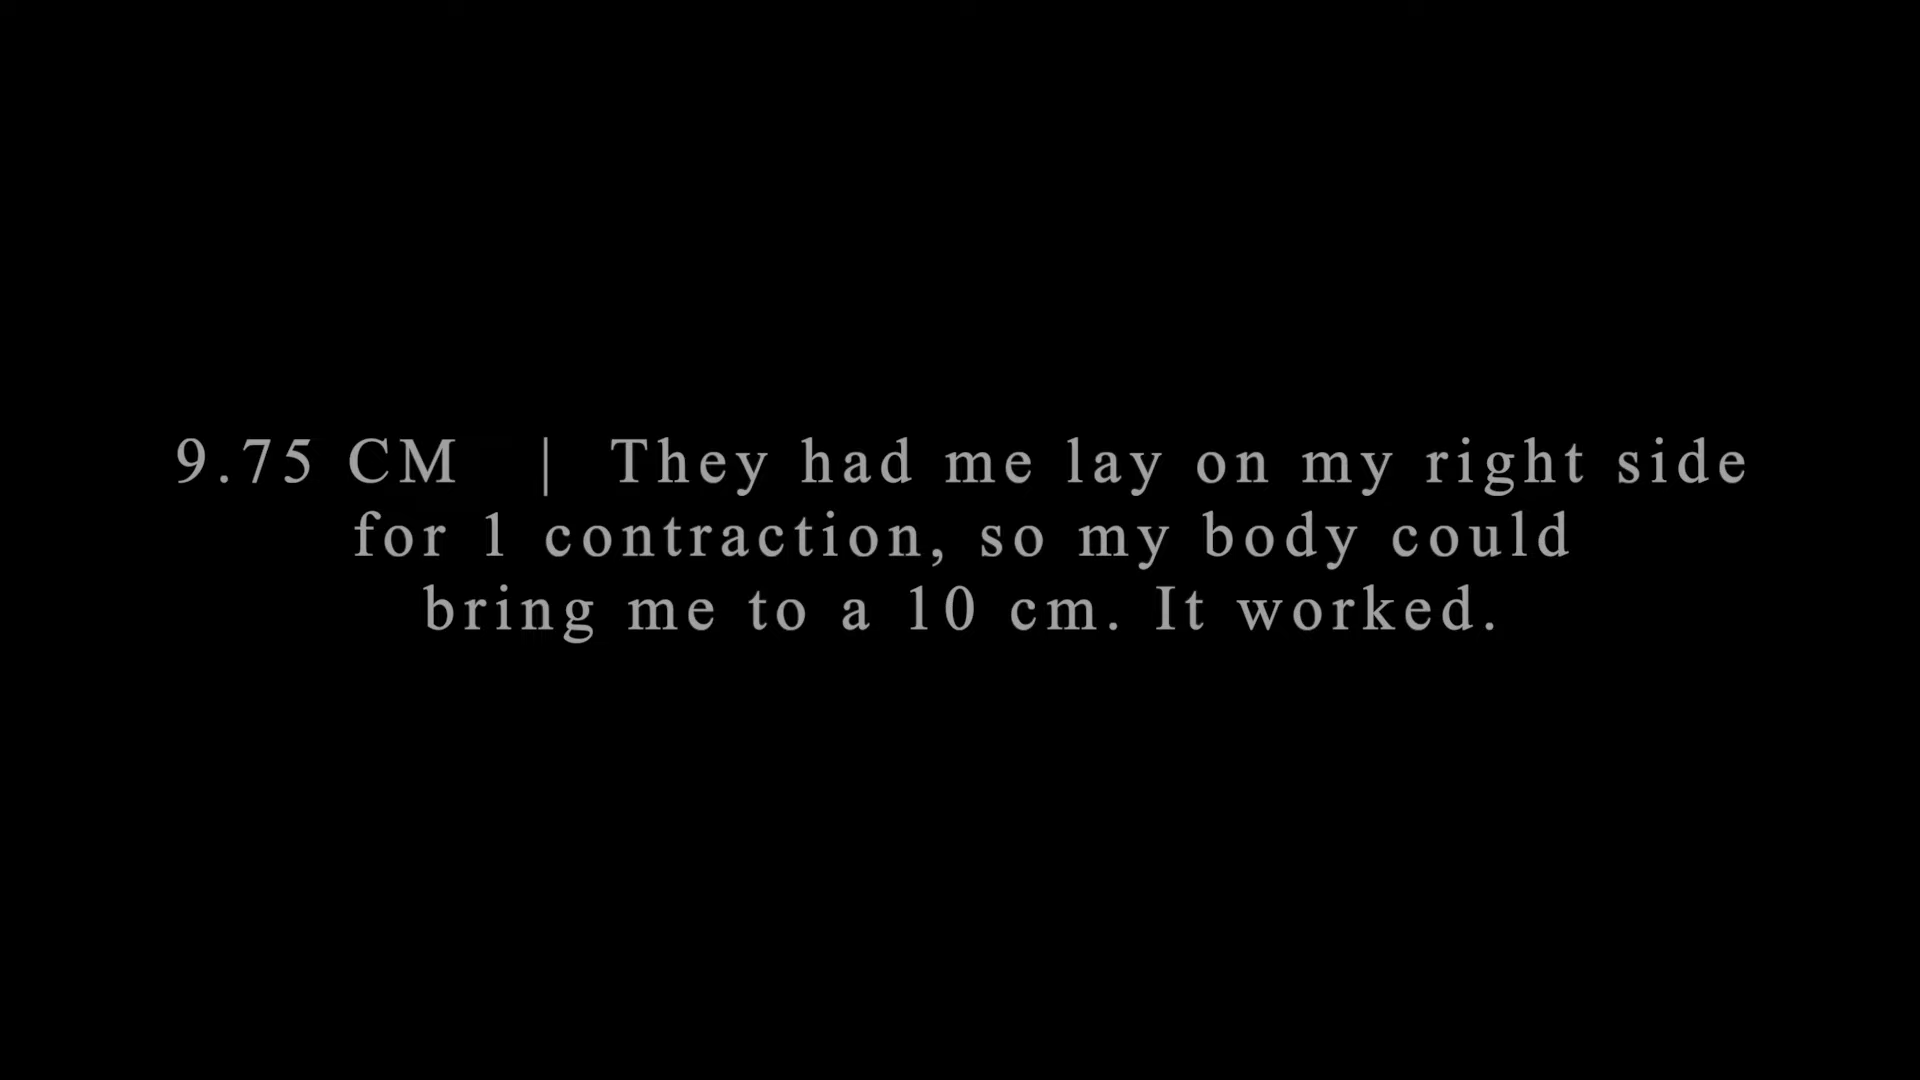 9.75 CM | They had me lay on my right side
for 1 contraction, so my body could
bring me to a 10 cm. It worked.